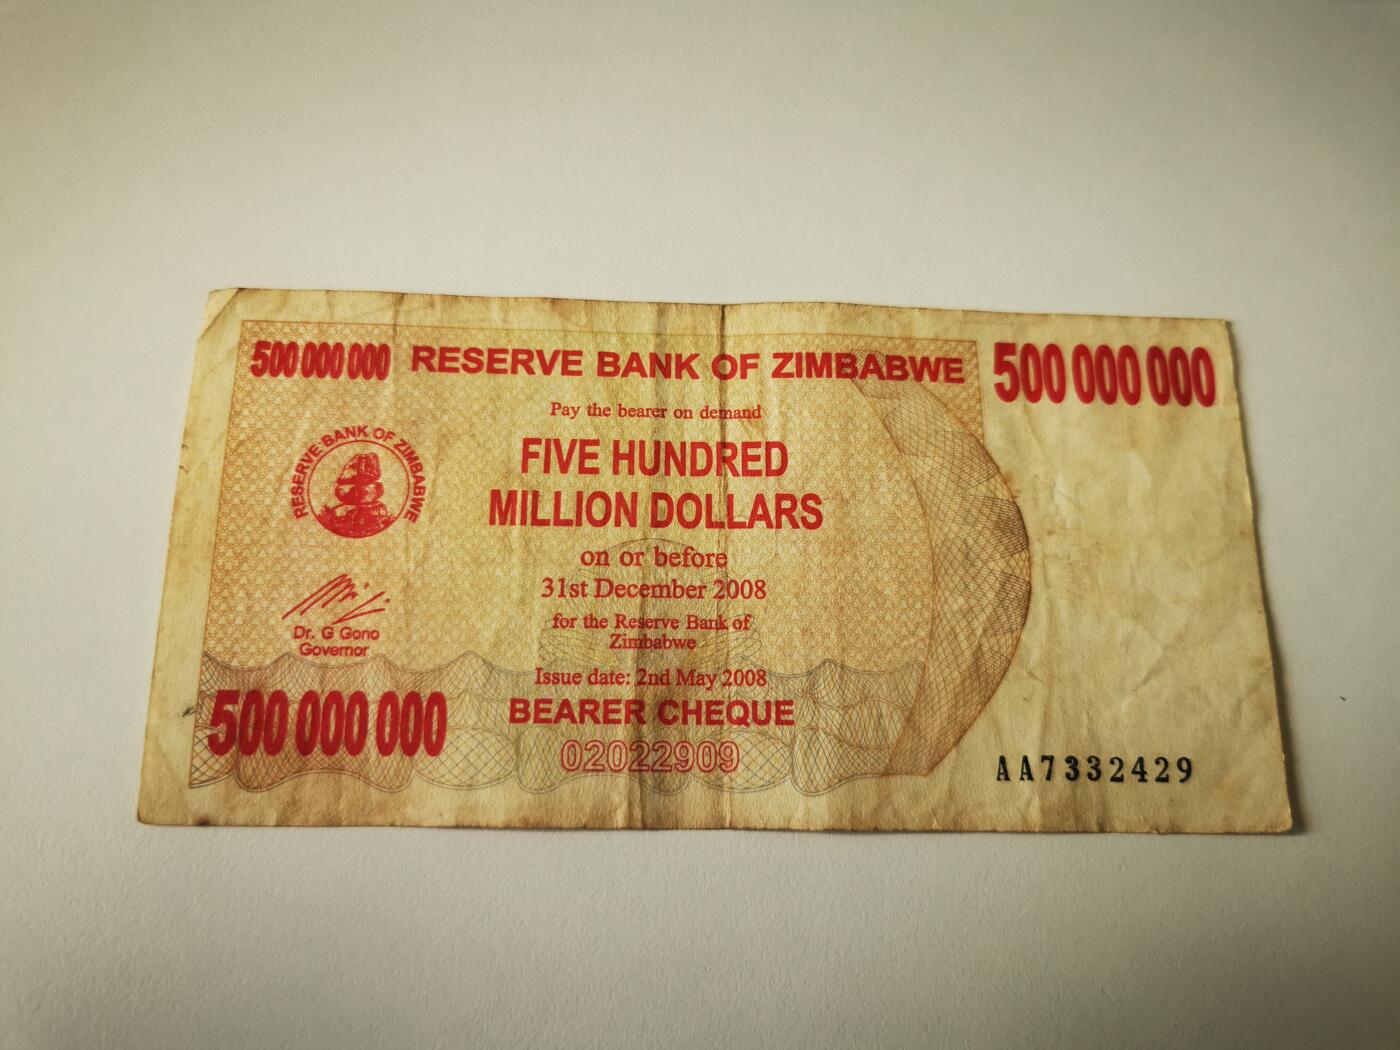 500 000 000
RESERVE BANK OF ZIMBABWE
500 000 000
Pay the bearer on demand
FIVE HUNDRED
MILLION DOLLARS
RESERVE BANK OF ZIMBABWE
on or before
31st December 2008
for the Reserve Bank of
Zimbabwe
Dr. G Gono
Governor
Issue date: 2nd May 2008
500 000 000
BEARER CHEQUE
02022909
AA7332429